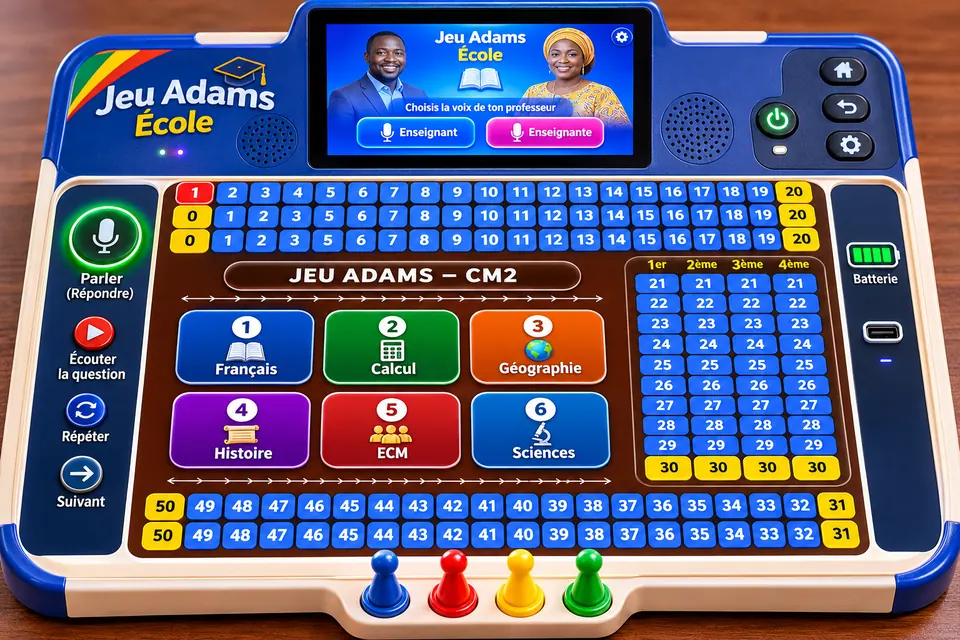 Jeu Adams
École
Jeu Adams
École
Choisis la voix de ton professeur
Enseignant
Enseignante
1 2 3 4 5 6 7 8 9 10 11 12 13 14 15 16 17 18 19 20
0 1 2 3 4 5 6 7 8 9 10 11 12 13 14 15 16 17 18 19 20
0 1 2 3 4 5 6 7 8 9 10 11 12 13 14 15 16 17 18 19 20
Parler
(Répondre)
Écouter
la question
Répéter
Suivant
JEU ADAMS – CM2
1
Français
2
Calcul
3
Géographie
4
Histoire
5
ECM
6
Sciences
1er 2ème 3ème 4ème
21 21 21 21
22 22 22 22
23 23 23 23
24 24 24 24
25 25 25 25
26 26 26 26
27 27 27 27
28 28 28 28
29 29 29 29
30 30 30 30
Batterie
50 49 48 47 46 45 44 43 42 41 40 39 38 37 36 35 34 33 32 31
50 49 48 47 46 45 44 43 42 41 40 39 38 37 36 35 34 33 32 31